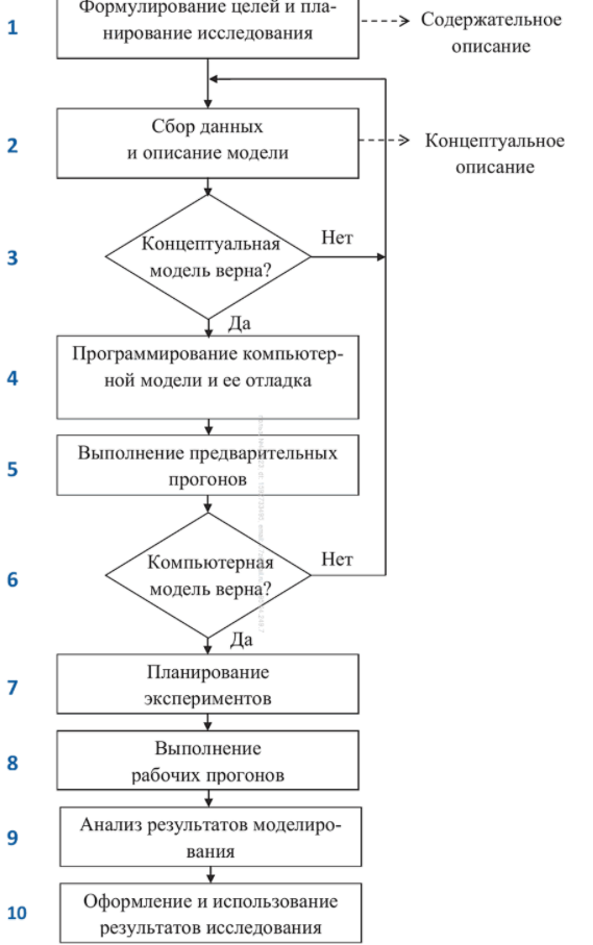 Формулирование целей и пла-
нирование исследования
1
Содержательное
описание
Сбор данных
и описание модели
2
Концептуальное
описание
Концептуальная
модель верна?
3
Нет
Да
Программирование компьютер-
ной модели и ее отладка
4
Выполнение предварительных
прогонов
5
Компьютерная
модель верна?
6
Нет
Да
Планирование
экспериментов
7
Выполнение
рабочих прогонов
8
Анализ результатов моделиро-
вания
9
Оформление и использование
результатов исследования
10